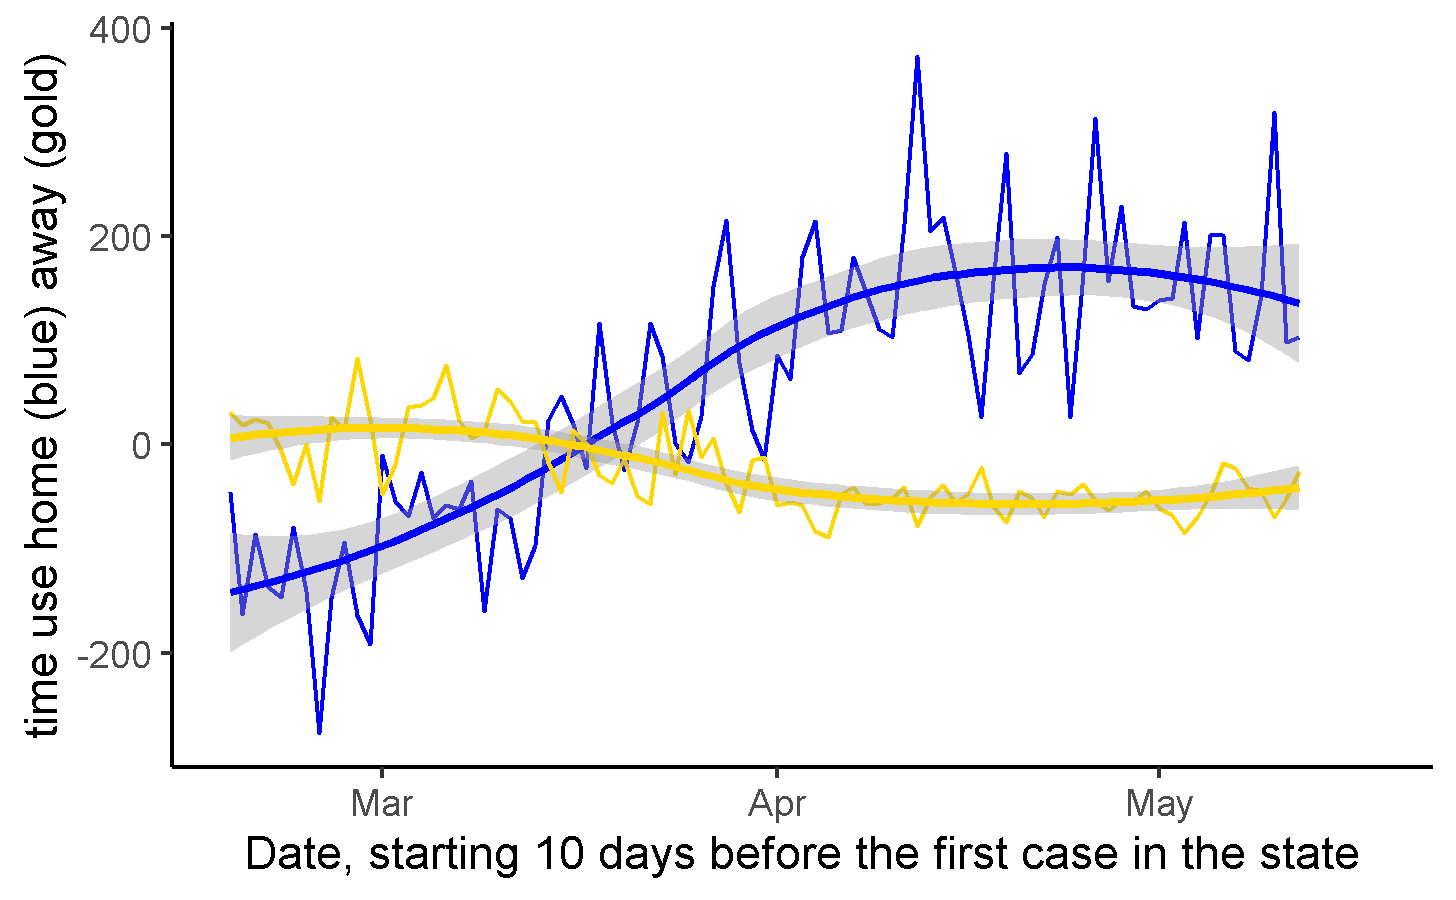 time use home (blue) away (gold)
400
200
0
-200
Mar
Apr
May
Date, starting 10 days before the first case in the state